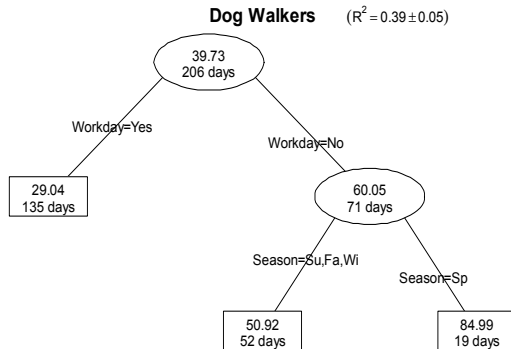 Dog Walkers (R² = 0.39 ± 0.05)
39.73
206 days
Workday=Yes
Workday=No
29.04
135 days
60.05
71 days
Season=Su,Fa,Wi
Season=Sp
50.92
52 days
84.99
19 days